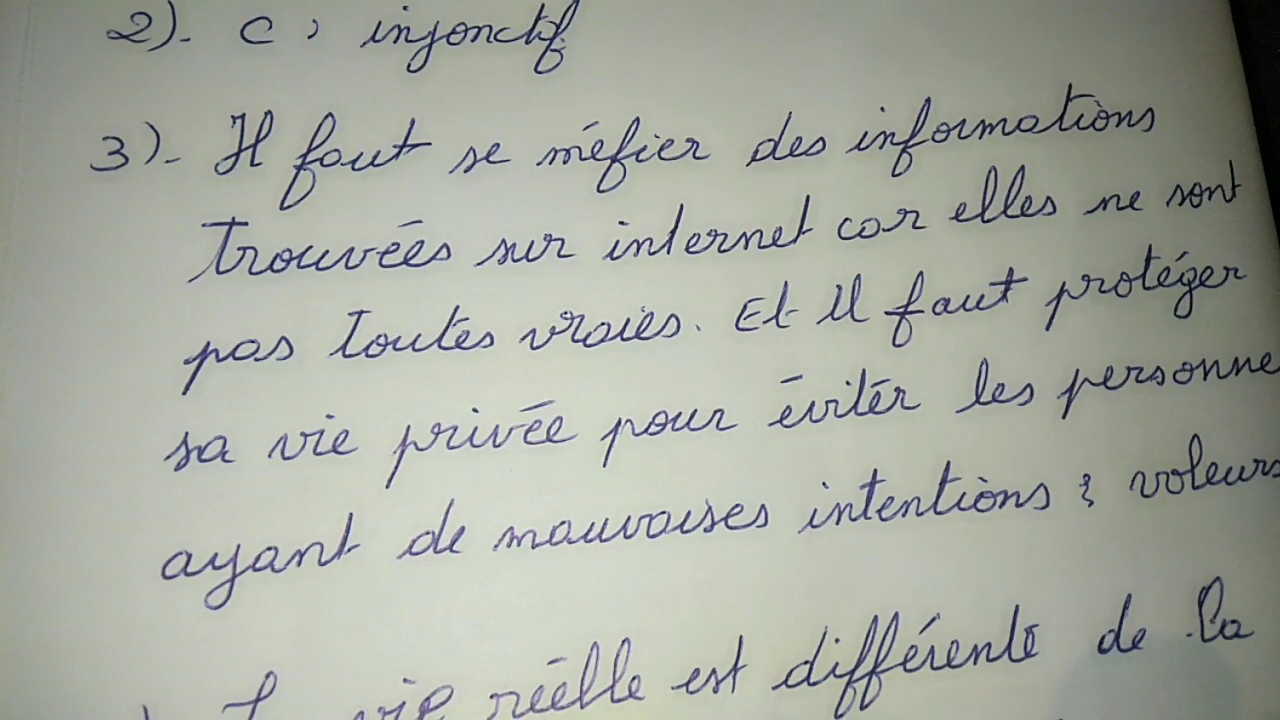 2). C, injonctif
3). Il faut se méfier des informations
trouvées sur internet car elles ne sont
pas toutes vraies. Et Il faut protéger
sa vie privée pour éviter les personne
ayant de mauvaises intentions & voleurs
vie réelle est différente de la